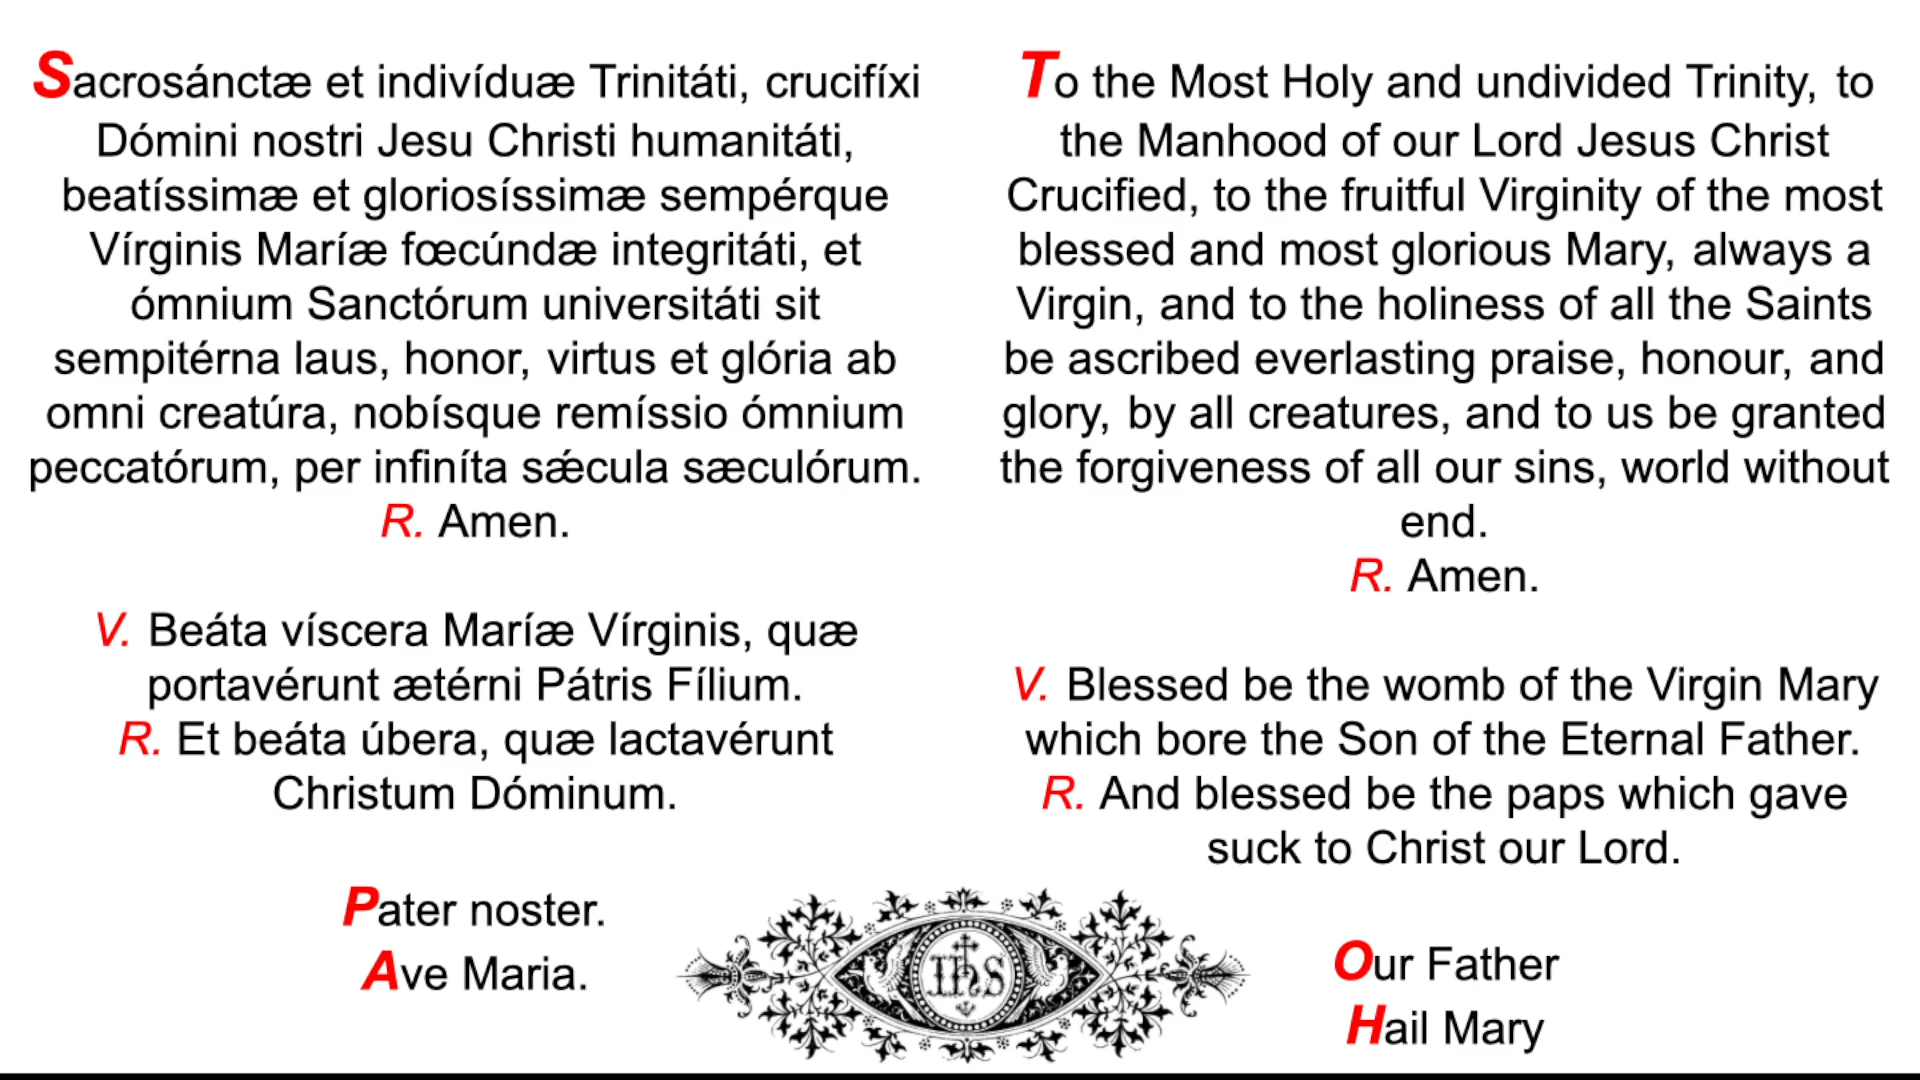 Sacrosánctæ et indivíduæ Trinitáti, crucifíxi
Dómini nostri Jesu Christi humanitáti,
beatíssimæ et gloriosíssimæ sempérque
Vírginis Maríæ fœcúndæ integritáti, et
ómnium Sanctórum universitáti sit
sempitérna laus, honor, virtus et glória ab
omni creatúra, nobísque remíssio ómnium
peccatórum, per infiníta sǽcula sæculórum.
R. Amen.
V. Beáta víscera Maríæ Vírginis, quæ
portavérunt ætérni Pátris Fílium.
R. Et beáta úbera, quæ lactavérunt
Christum Dóminum.
Pater noster.
Ave Maria.
To the Most Holy and undivided Trinity, to
the Manhood of our Lord Jesus Christ
Crucified, to the fruitful Virginity of the most
blessed and most glorious Mary, always a
Virgin, and to the holiness of all the Saints
be ascribed everlasting praise, honour, and
glory, by all creatures, and to us be granted
the forgiveness of all our sins, world without
end.
R. Amen.
V. Blessed be the womb of the Virgin Mary
which bore the Son of the Eternal Father.
R. And blessed be the paps which gave
suck to Christ our Lord.
Our Father
Hail Mary
IHS